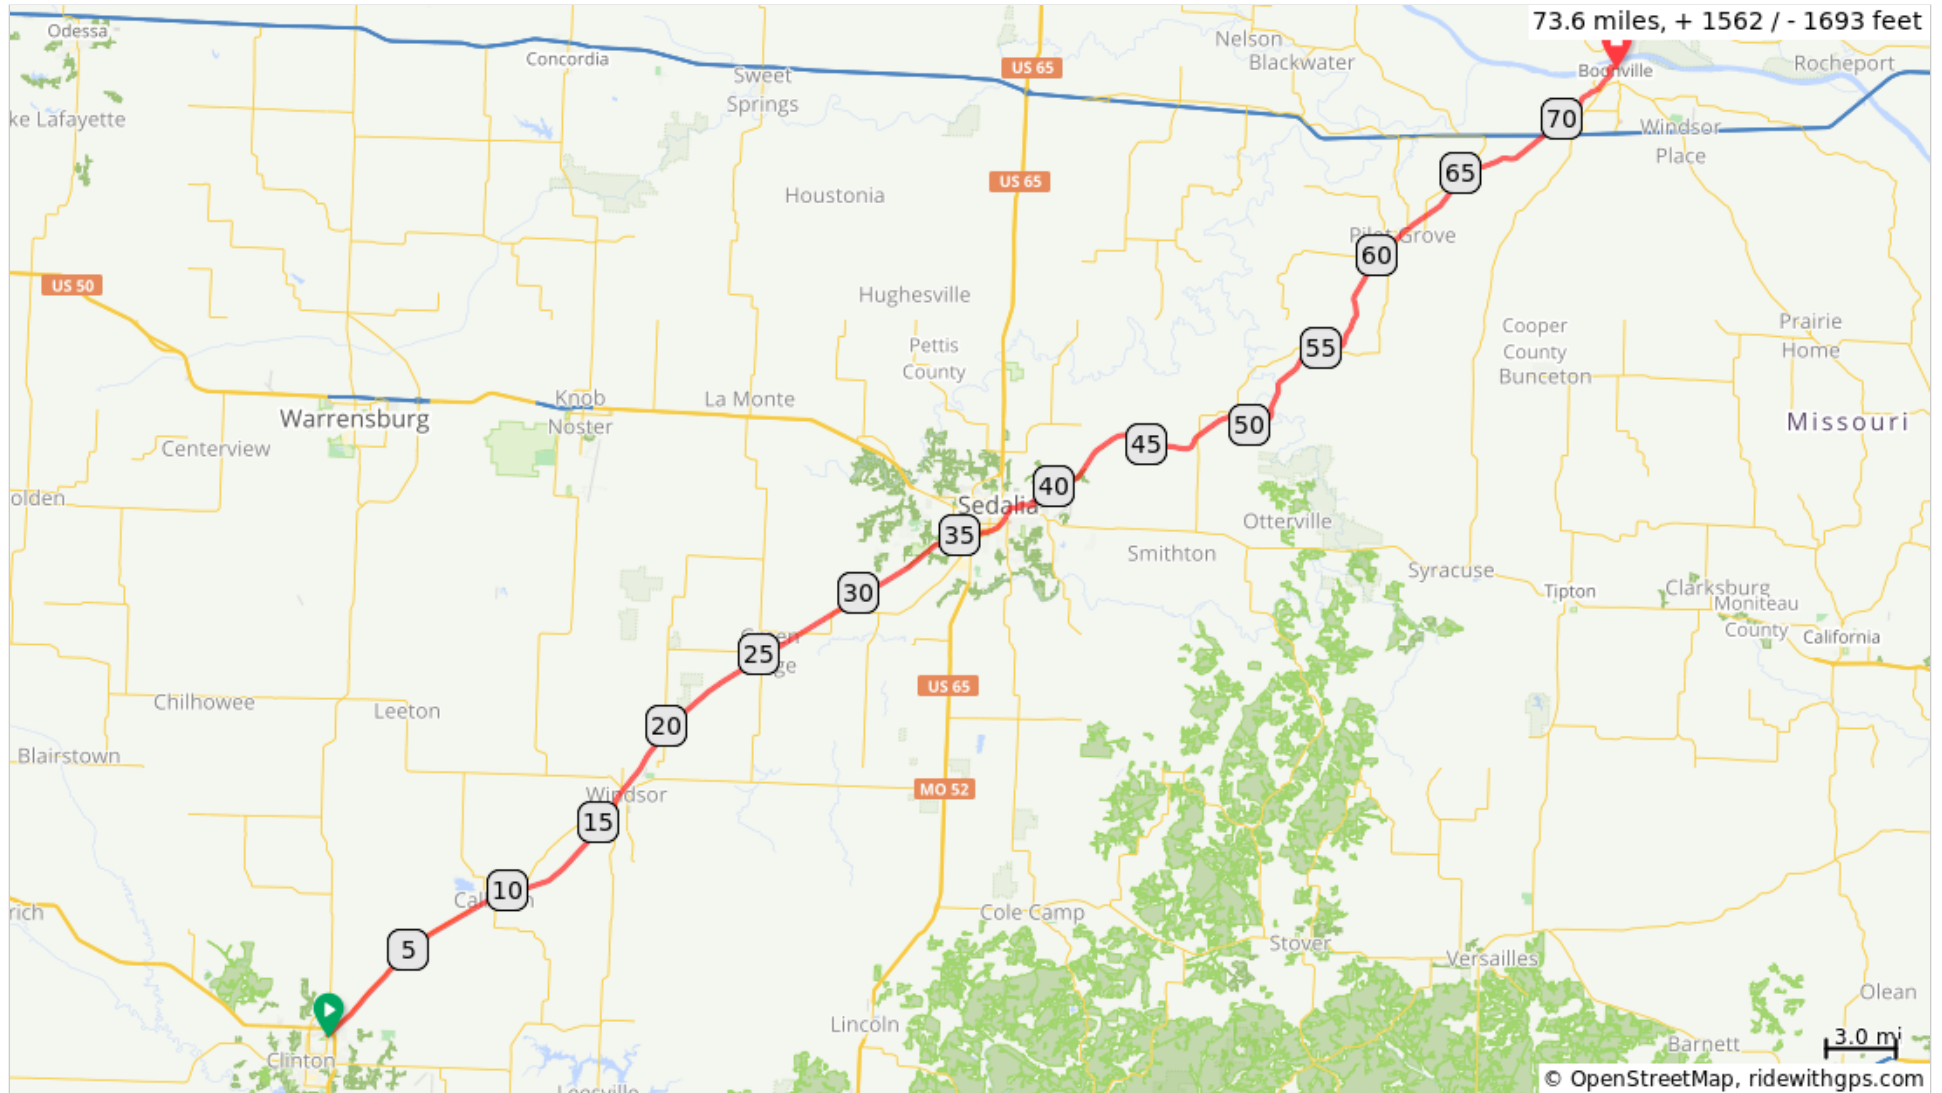 73.6 miles, + 1562 / - 1693 feet
Odessa
Concordia
Sweet
Springs
US 65
Nelson
Blackwater
Boonville
Rocheport
ke Lafayette
70
Windsor
Place
65
US 65
Houstonia
Pilot Grove
60
US 50
Hughesville
Pettis
County
55
Cooper
County
Bunceton
Prairie
Home
Warrensburg
Knob
Noster
La Monte
Centerview
50
45
Missouri
olden
40
Sedalia
35
Otterville
Smithton
Syracuse
Tipton
Clarksburg
Moniteau
County
California
30
25
US 65
Chilhowee
Leeton
20
Blairstown
MO 52
Windsor
15
10
rich
5
Cole Camp
Stover
Versailles
Olean
Lincoln
Clinton
Barnett
3.0 mi
Leesville
© OpenStreetMap, ridewithgps.com